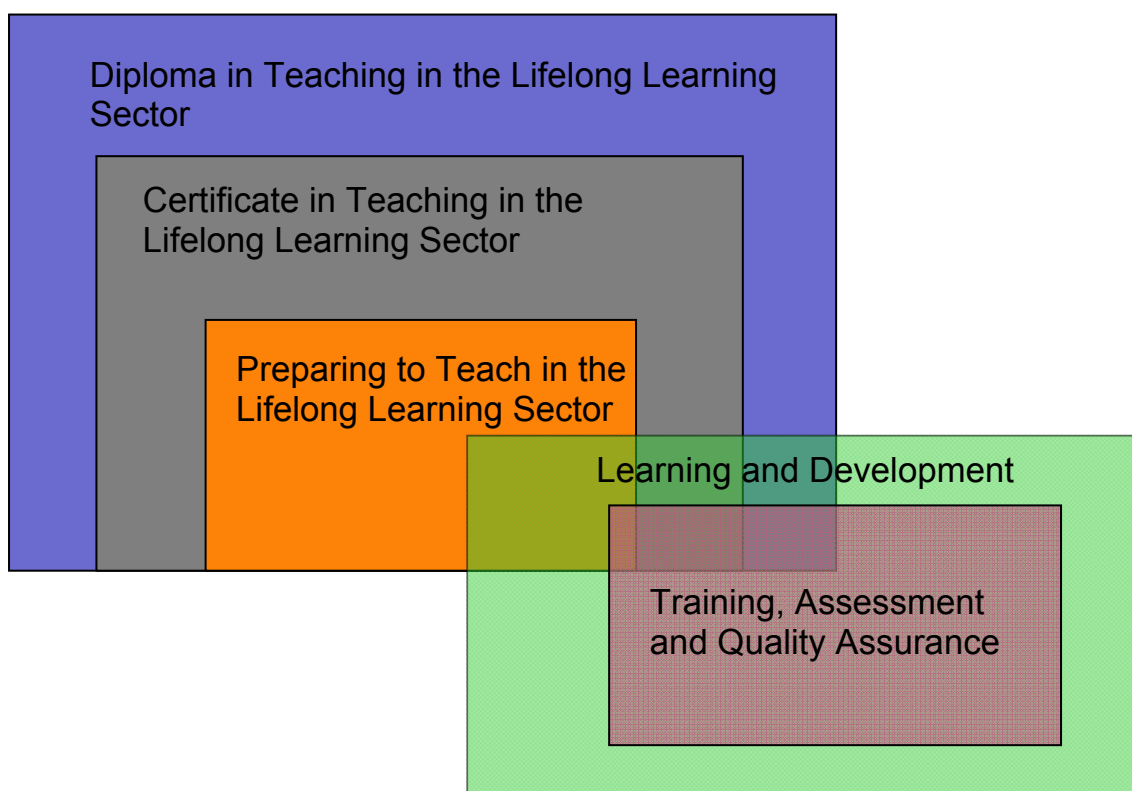 Diploma in Teaching in the Lifelong Learning
Sector
Certificate in Teaching in the
Lifelong Learning Sector
Preparing to Teach in the
Lifelong Learning Sector
Learning and Development
Training, Assessment
and Quality Assurance